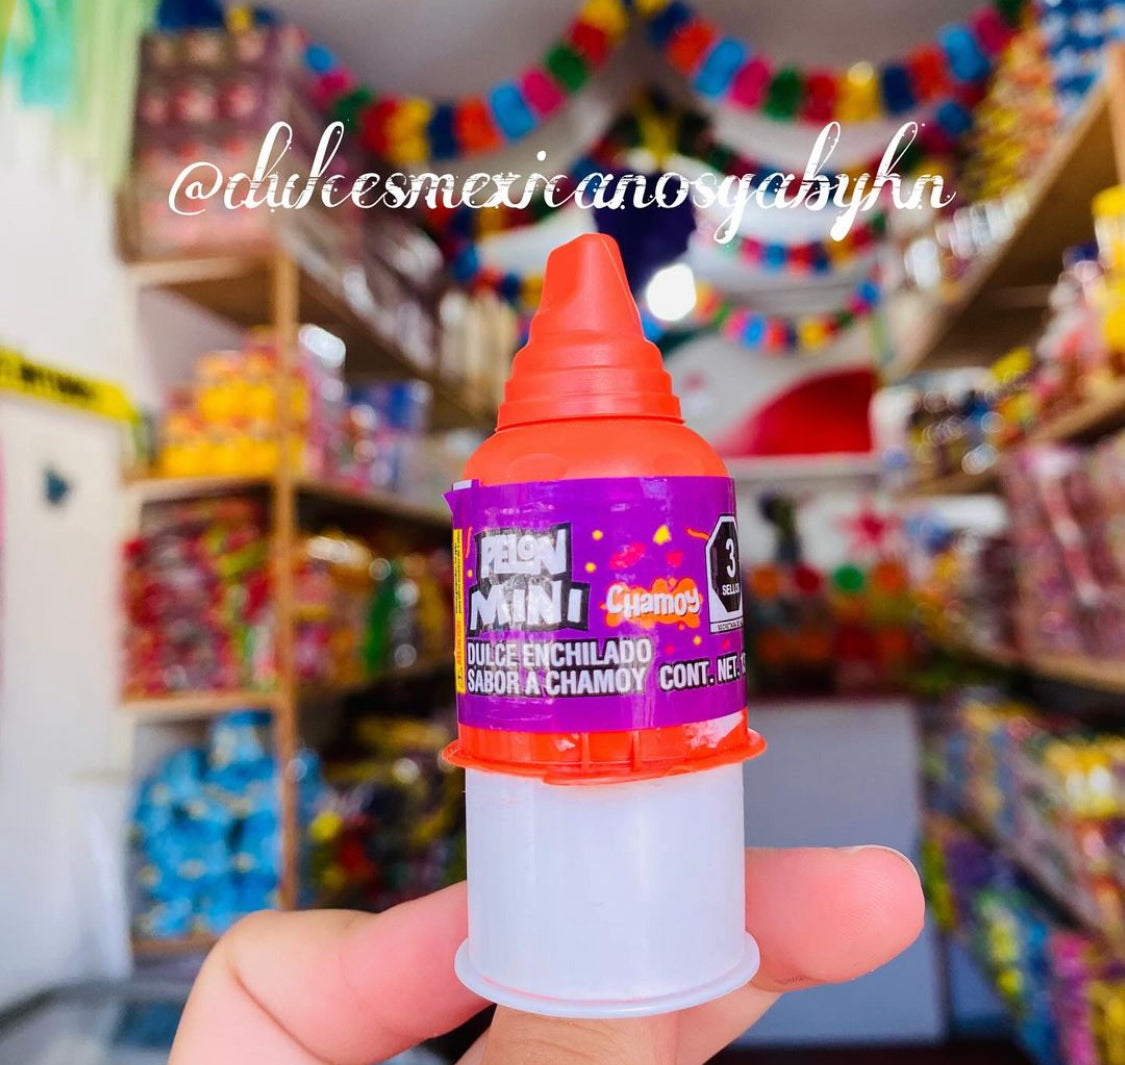 @dulcesmexicanosgabyhn
PELON
MINI
Chamoy
3
SELLOS
DULCE ENCHILADO
SABOR A CHAMOY
CONT. NET.